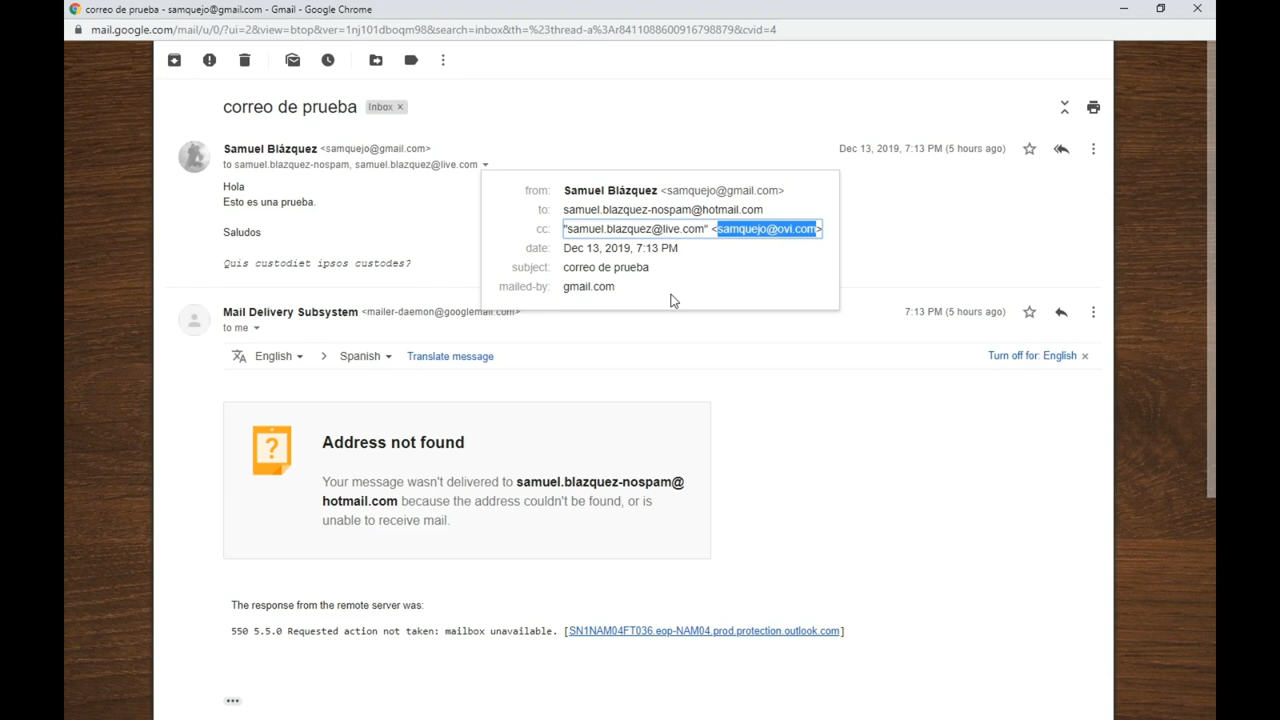 correo de prueba - samquejo@gmail.com - Gmail - Google Chrome
mail.google.com/mail/u/0/?ui=2&view=btop&ver=1nj101dboqm98&search=inbox&th=%23thread-a%3Ar8411088600916798879&cvid=4
correo de prueba Inbox ×
Samuel Blázquez <samquejo@gmail.com> Dec 13, 2019, 7:13 PM (5 hours ago)
to samuel.blazquez-nospam, samuel.blazquez@live.com
Hola
Esto es una prueba.
Saludos
Quis custodiet ipsos custodes?
from: Samuel Blázquez <samquejo@gmail.com>
to: samuel.blazquez-nospam@hotmail.com
cc: "samuel.blazquez@live.com" <samquejo@ovi.com>
date: Dec 13, 2019, 7:13 PM
subject: correo de prueba
mailed-by: gmail.com
Mail Delivery Subsystem <mailer-daemon@googlemail.com> 7:13 PM (5 hours ago)
to me
English > Spanish Translate message Turn off for: English ×
Address not found
Your message wasn't delivered to samuel.blazquez-nospam@
hotmail.com because the address couldn't be found, or is
unable to receive mail.
The response from the remote server was:
550 5.5.0 Requested action not taken: mailbox unavailable. [SN1NAM04FT036.eop-NAM04.prod.protection.outlook.com]